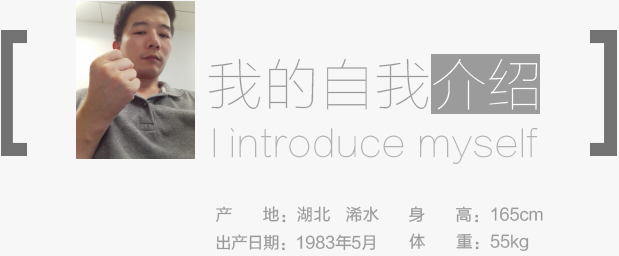 我的自我介绍
I ìntroduce myself
产 地：湖北 浠水 身 高：165cm
出产日期：1983年5月 体 重：55kg